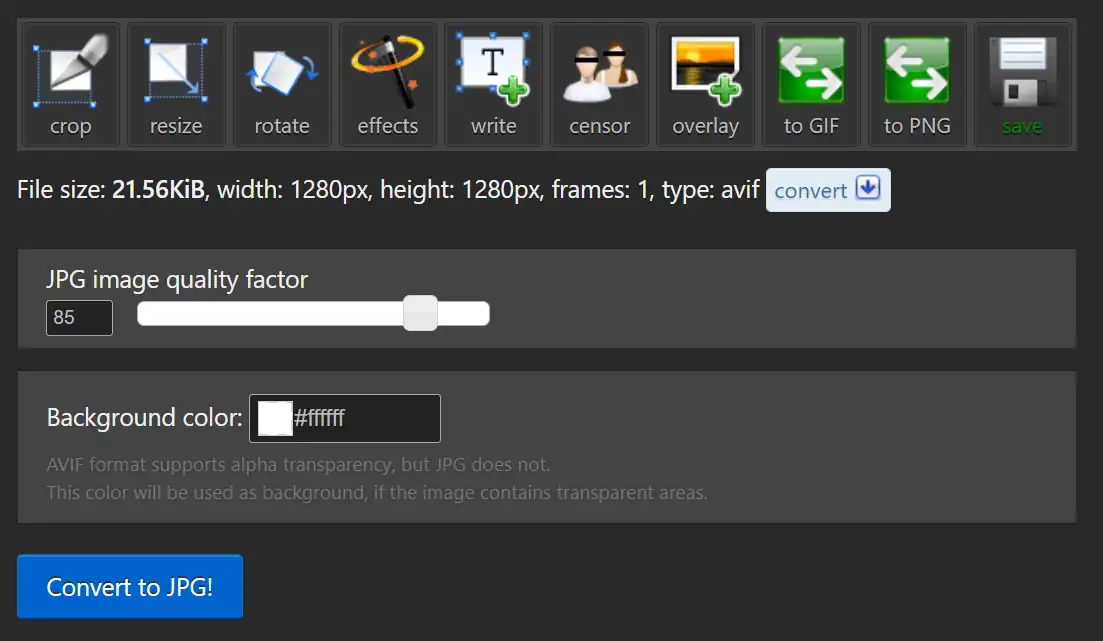 crop resize rotate effects write censor overlay to GIF to PNG save
File size: 21.56KiB, width: 1280px, height: 1280px, frames: 1, type: avif convert
JPG image quality factor
85
Background color: #ffffff
AVIF format supports alpha transparency, but JPG does not.
This color will be used as background, if the image contains transparent areas.
Convert to JPG!